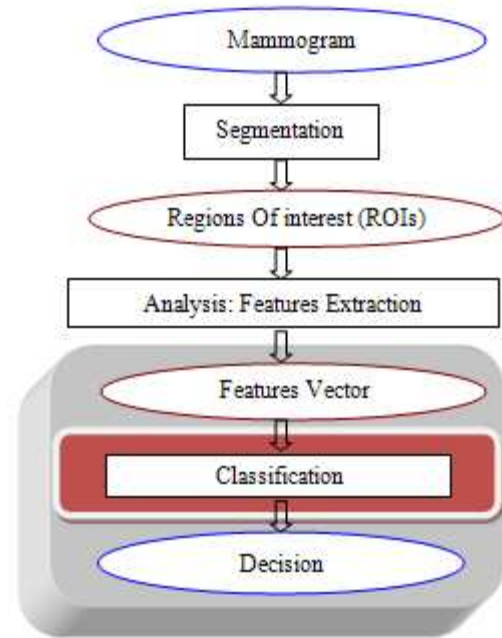 Mammogram
Segmentation
Regions Of interest (ROIs)
Analysis: Features Extraction
Features Vector
Classification
Decision